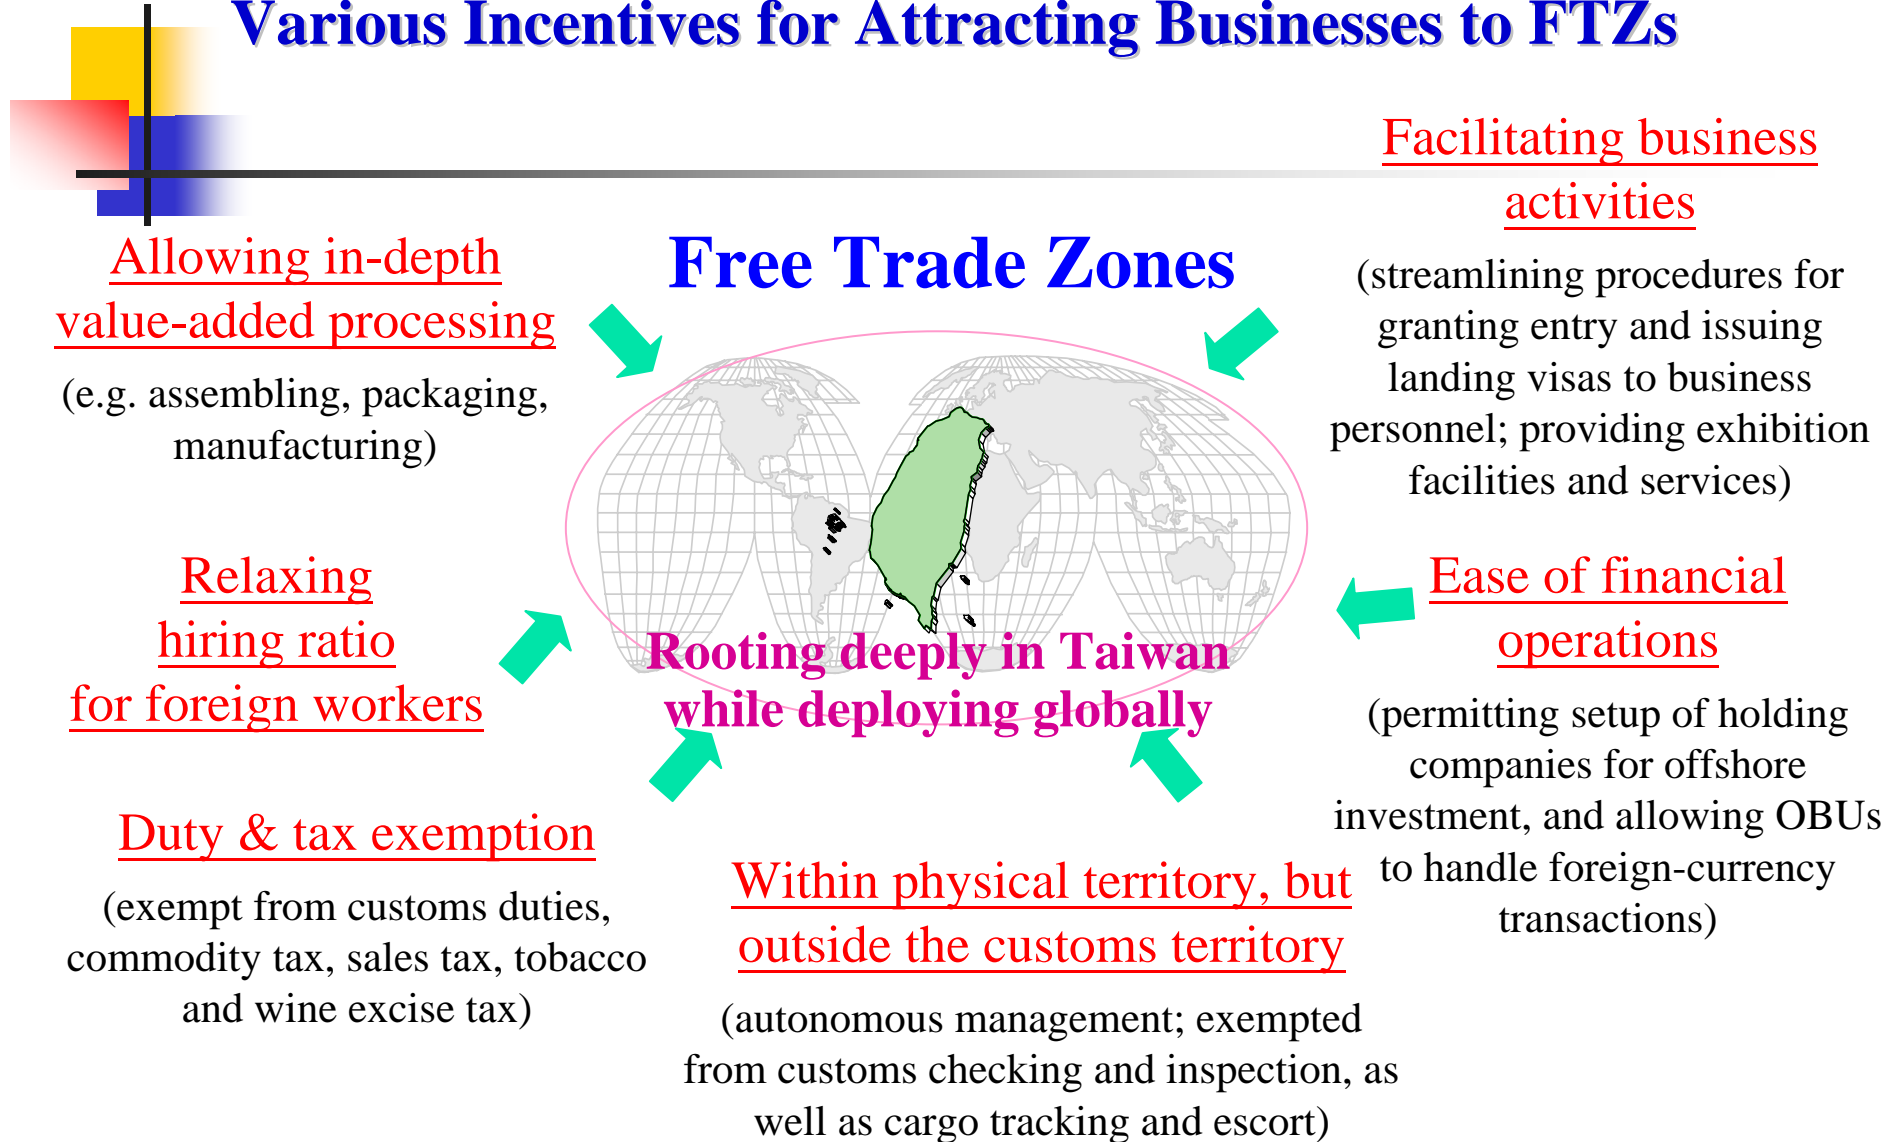 Various Incentives for Attracting Businesses to FTZs
Free Trade Zones
Allowing in-depth
value-added processing
(e.g. assembling, packaging,
manufacturing)
Relaxing
hiring ratio
for foreign workers
Duty & tax exemption
(exempt from customs duties,
commodity tax, sales tax, tobacco
and wine excise tax)
Rooting deeply in Taiwan
while deploying globally
Within physical territory, but
outside the customs territory
(autonomous management; exempted
from customs checking and inspection, as
well as cargo tracking and escort)
Facilitating business
activities
(streamlining procedures for
granting entry and issuing
landing visas to business
personnel; providing exhibition
facilities and services)
Ease of financial
operations
(permitting setup of holding
companies for offshore
investment, and allowing OBUs
to handle foreign-currency
transactions)